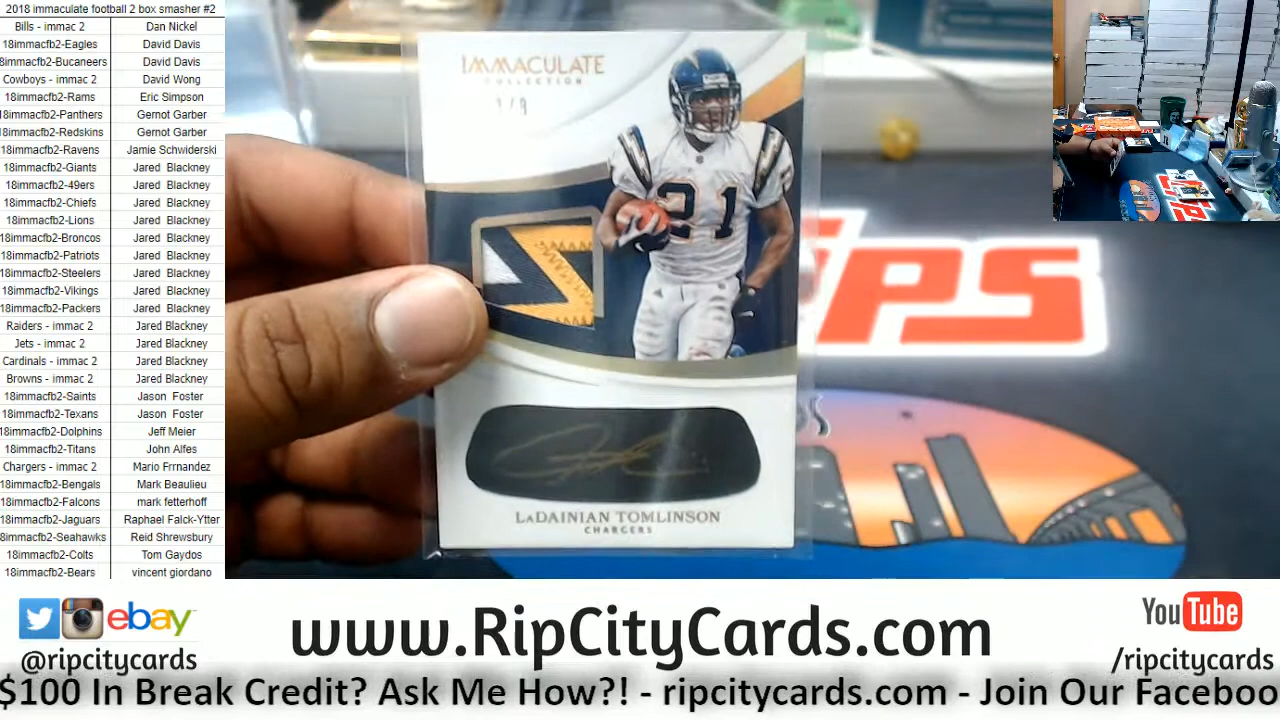 2018 immaculate football 2 box smasher #2
Bills - immac 2 Dan Nickel
18immacfb2-Eagles David Davis
18immacfb2-Bucaneers David Davis
Cowboys - immac 2 David Wong
18immacfb2-Rams Eric Simpson
18immacfb2-Panthers Gernot Garber
18immacfb2-Redskins Gernot Garber
18immacfb2-Ravens Jamie Schwiderski
18immacfb2-Giants Jared Blackney
18immacfb2-49ers Jared Blackney
18immacfb2-Chiefs Jared Blackney
18immacfb2-Lions Jared Blackney
18immacfb2-Broncos Jared Blackney
18immacfb2-Patriots Jared Blackney
18immacfb2-Steelers Jared Blackney
18immacfb2-Vikings Jared Blackney
18immacfb2-Packers Jared Blackney
Raiders - immac 2 Jared Blackney
Jets - immac 2 Jared Blackney
Cardinals - immac 2 Jared Blackney
Browns - immac 2 Jared Blackney
18immacfb2-Saints Jason Foster
18immacfb2-Texans Jason Foster
18immacfb2-Dolphins Jeff Meier
18immacfb2-Titans John Alfes
Chargers - immac 2 Mario Frrnandez
18immacfb2-Bengals Mark Beaulieu
18immacfb2-Falcons mark fetterhoff
18immacfb2-Jaguars Raphael Falck-Ytter
18immacfb2-Seahawks Reid Shrewsbury
18immacfb2-Colts Tom Gaydos
18immacfb2-Bears vincent giordano
IMMACULATE
COLLECTION
21
LADAINIAN TOMLINSON
CHARGERS
IPS
ebay
@ripcitycards
www.RipCityCards.com
YouTube
/ripcitycards
$100 In Break Credit? Ask Me How?! - ripcitycards.com - Join Our Faceboo